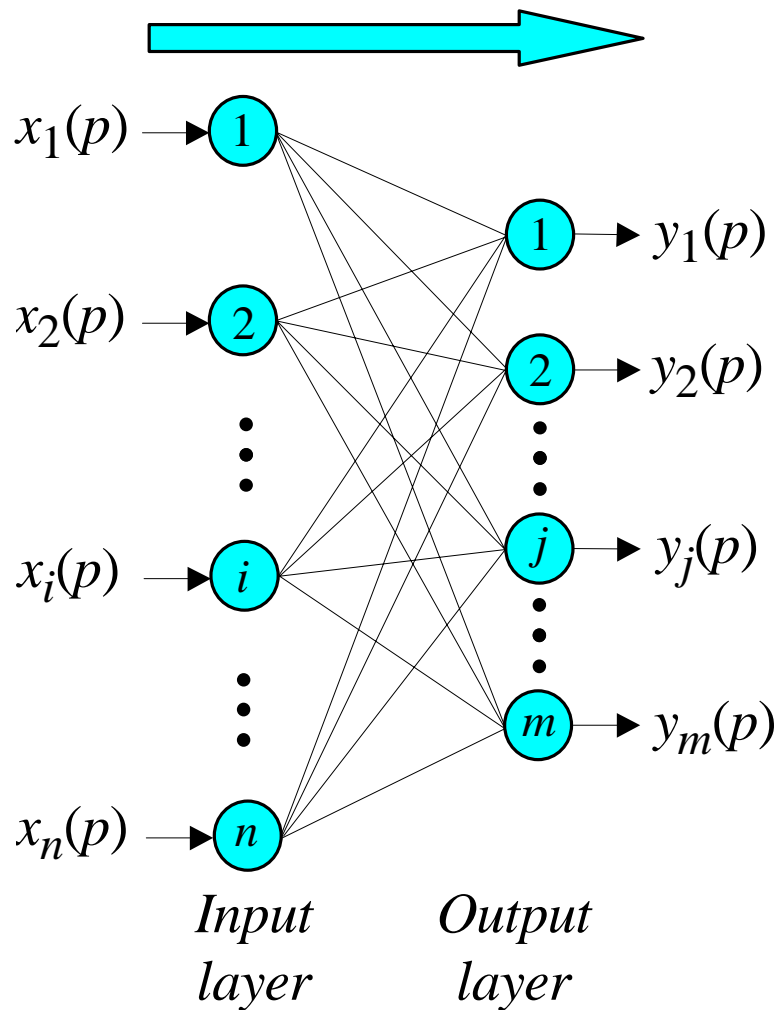 x1(p)
1
1
y1(p)
x2(p)
2
2
y2(p)
xi(p)
i
j
yj(p)
m
ym(p)
xn(p)
n
Input layer
Output layer